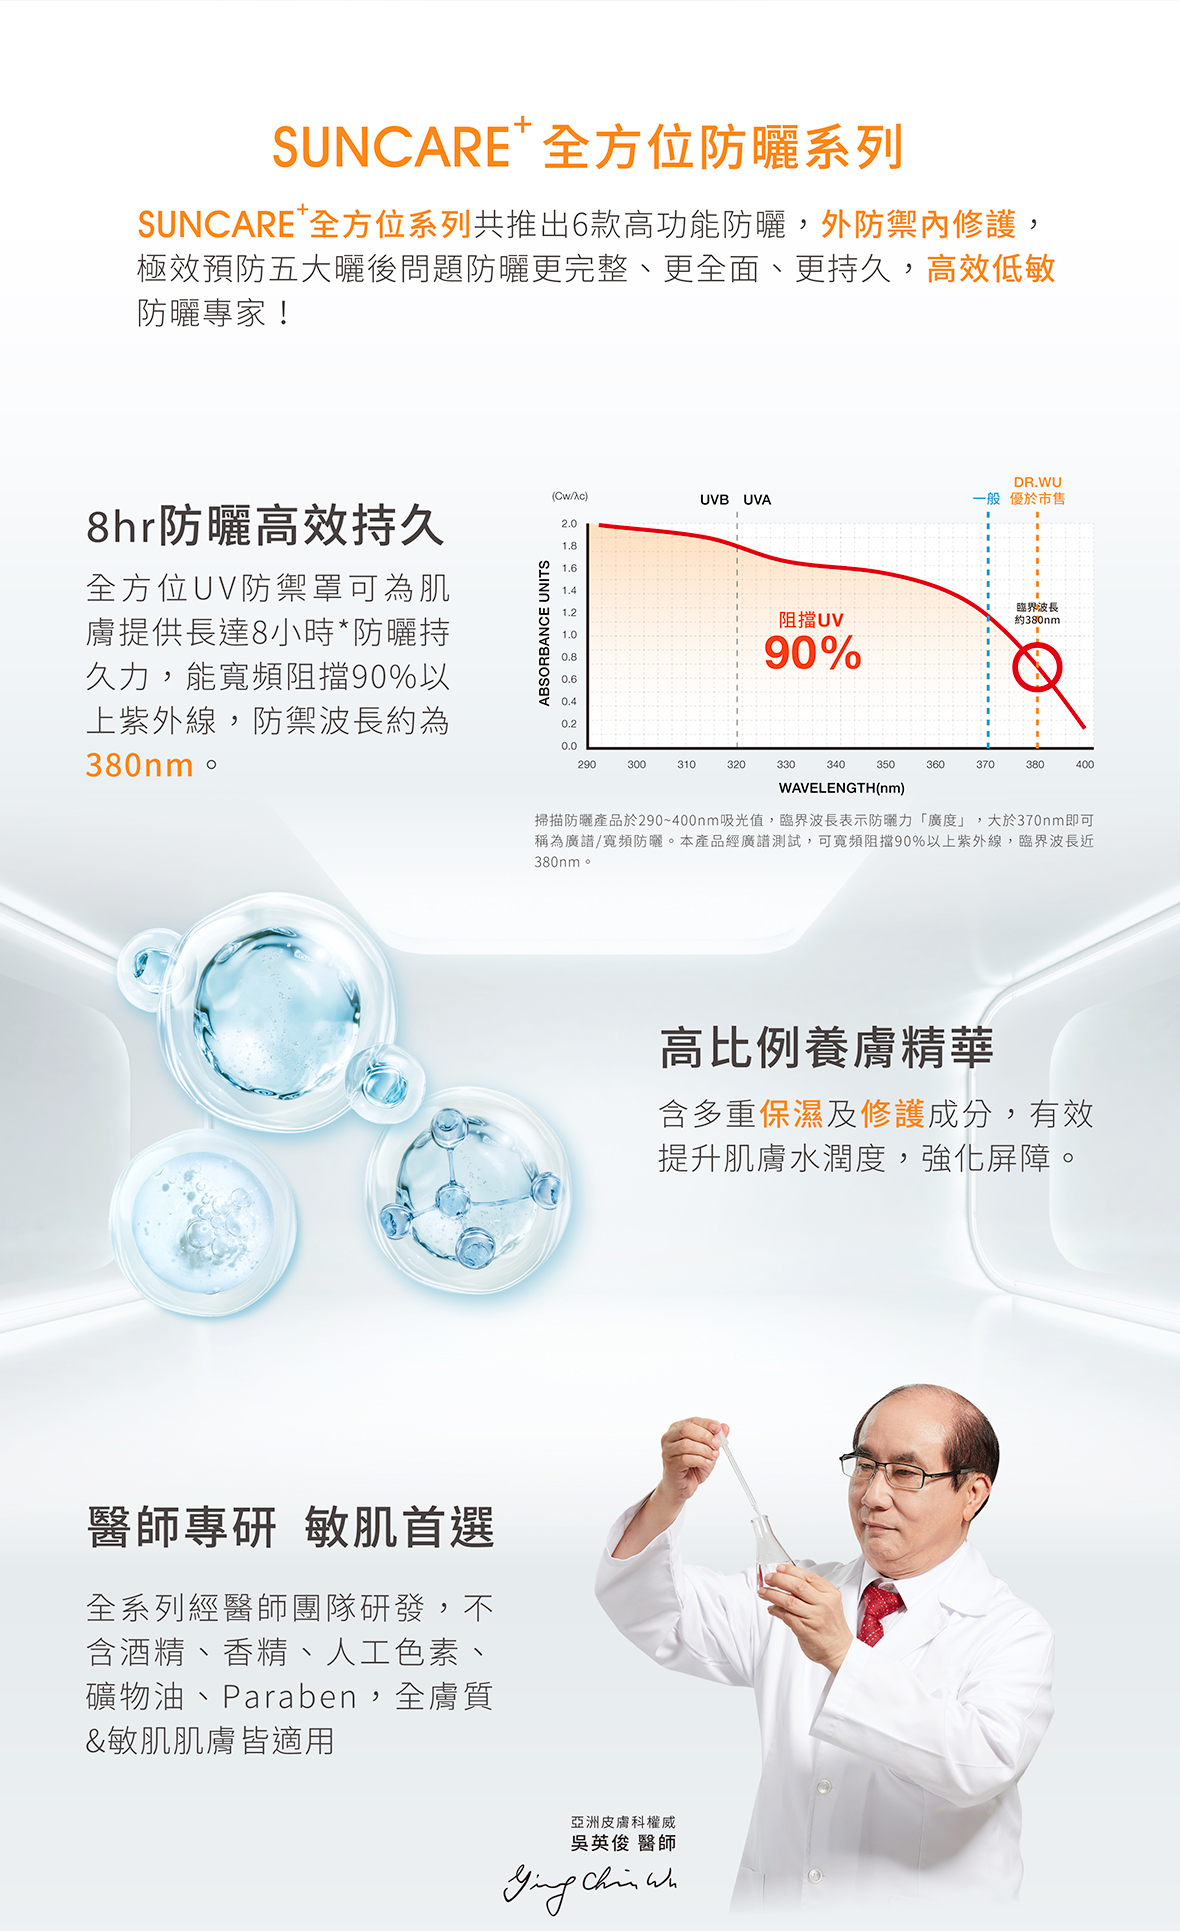 SUNCARE⁺ 全方位防曬系列
SUNCARE⁺全方位系列共推出6款高功能防曬，外防禦內修護，
極效預防五大曬後問題防曬更完整、更全面、更持久，高效低敏
防曬專家！
8hr防曬高效持久
全方位UV防禦罩可為肌
膚提供長達8小時*防曬持
久力，能寬頻阻擋90%以
上紫外線，防禦波長約為
380nm。
(Cw/λc)
UVB UVA
一般
DR.WU
優於市售
ABSORBANCE UNITS
2.0
1.8
1.6
1.4
1.2
1.0
0.8
0.6
0.4
0.2
0.0
阻擋UV
90%
臨界波長
約380nm
290 300 310 320 330 340 350 360 370 380 400
WAVELENGTH(nm)
掃描防曬產品於290~400nm吸光值，臨界波長表示防曬力「廣度」，大於370nm即可
稱為廣譜/寬頻防曬。本產品經廣譜測試，可寬頻阻擋90%以上紫外線，臨界波長近
380nm。
高比例養膚精華
含多重保濕及修護成分，有效
提升肌膚水潤度，強化屏障。
醫師專研 敏肌首選
全系列經醫師團隊研發，不
含酒精、香精、人工色素、
礦物油、Paraben，全膚質
&敏肌肌膚皆適用
亞洲皮膚科權威
吳英俊 醫師
Ying Chin Wu